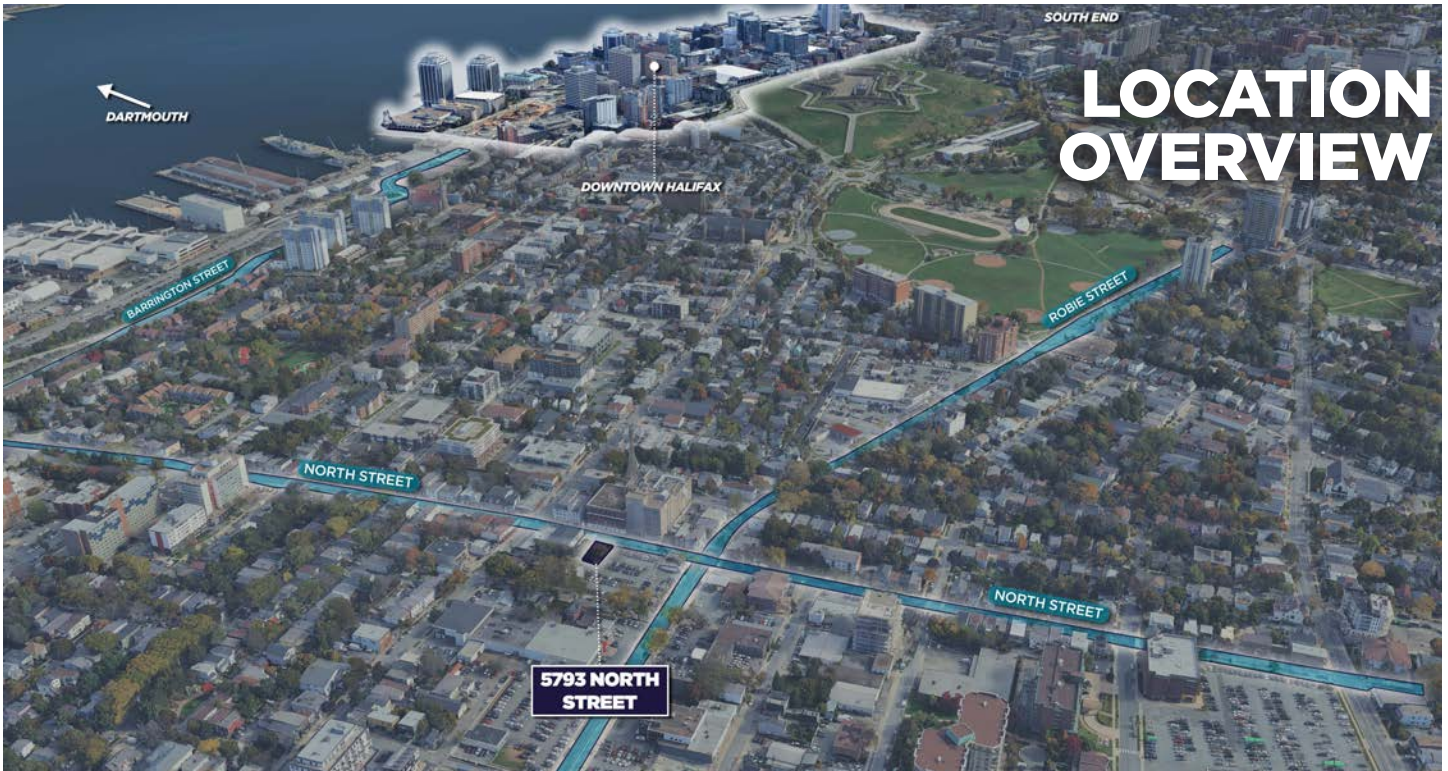 SOUTH END
LOCATION
OVERVIEW
DARTMOUTH
DOWNTOWN HALIFAX
BARRINGTON STREET
ROBIE STREET
NORTH STREET
NORTH STREET
5793 NORTH
STREET